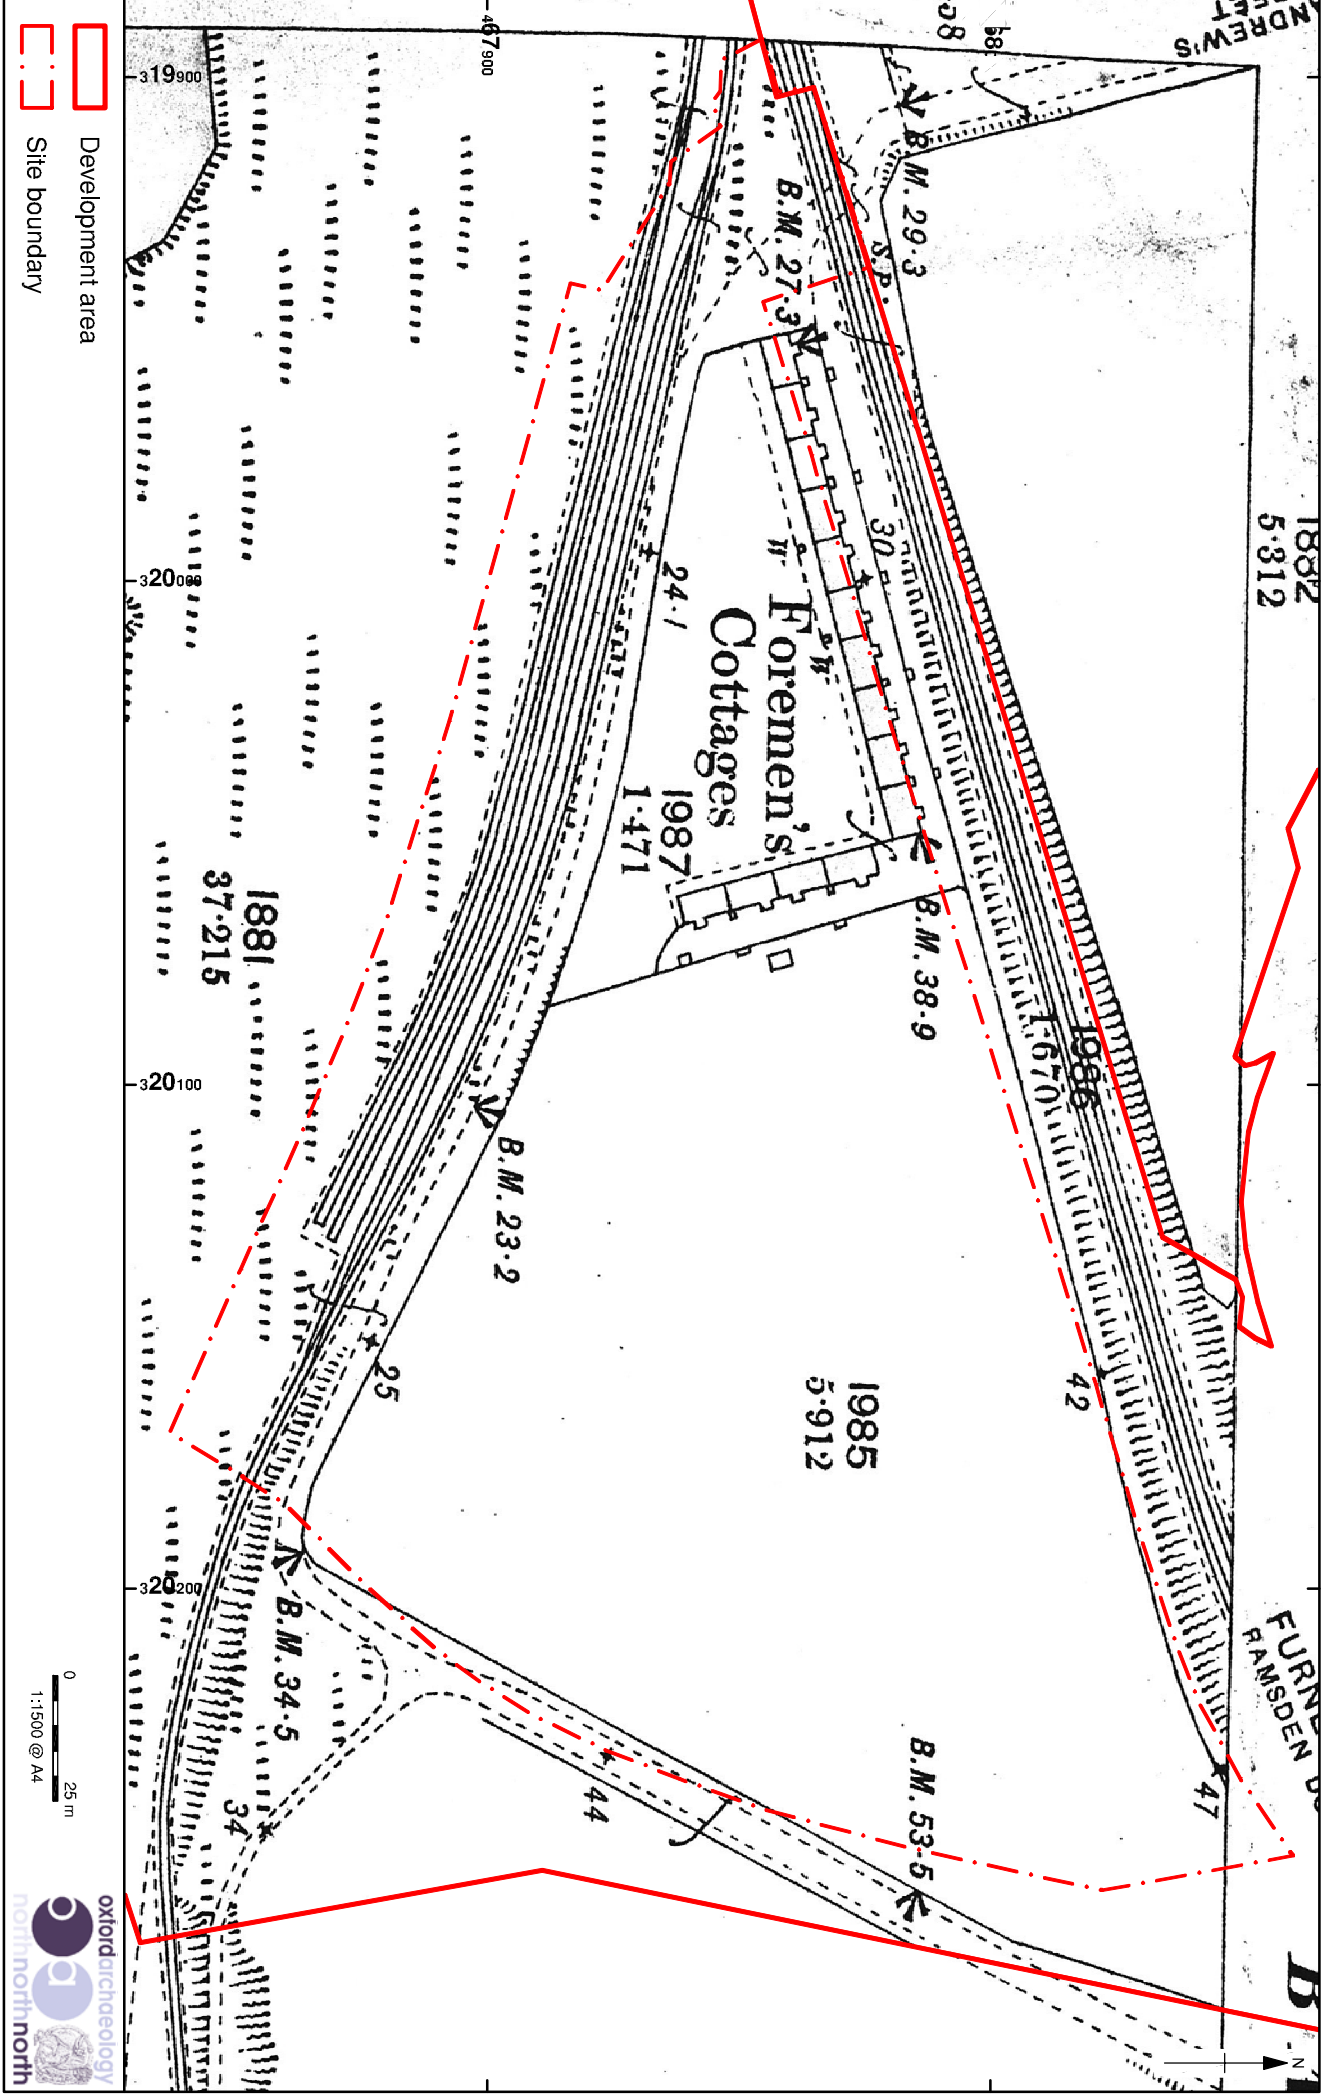 ANDREW'S
1882
5·312
FURNE
RAMSDEN D
B
N
B.M. 29·3
S.P.
B.M. 27·3
30
Foremen's
Cottages
24·1
1987
1·471
B.M. 38·9
1986
1·670
42
47
1985
5·912
B.M. 23·2
25
B.M. 34·5
34
44
B.M. 53·5
1881
37·215
467900
319900
320000
320100
320200
Development area
Site boundary
0 25 m
1:1500 @ A4
oxfordarchaeology
northnorthnorth